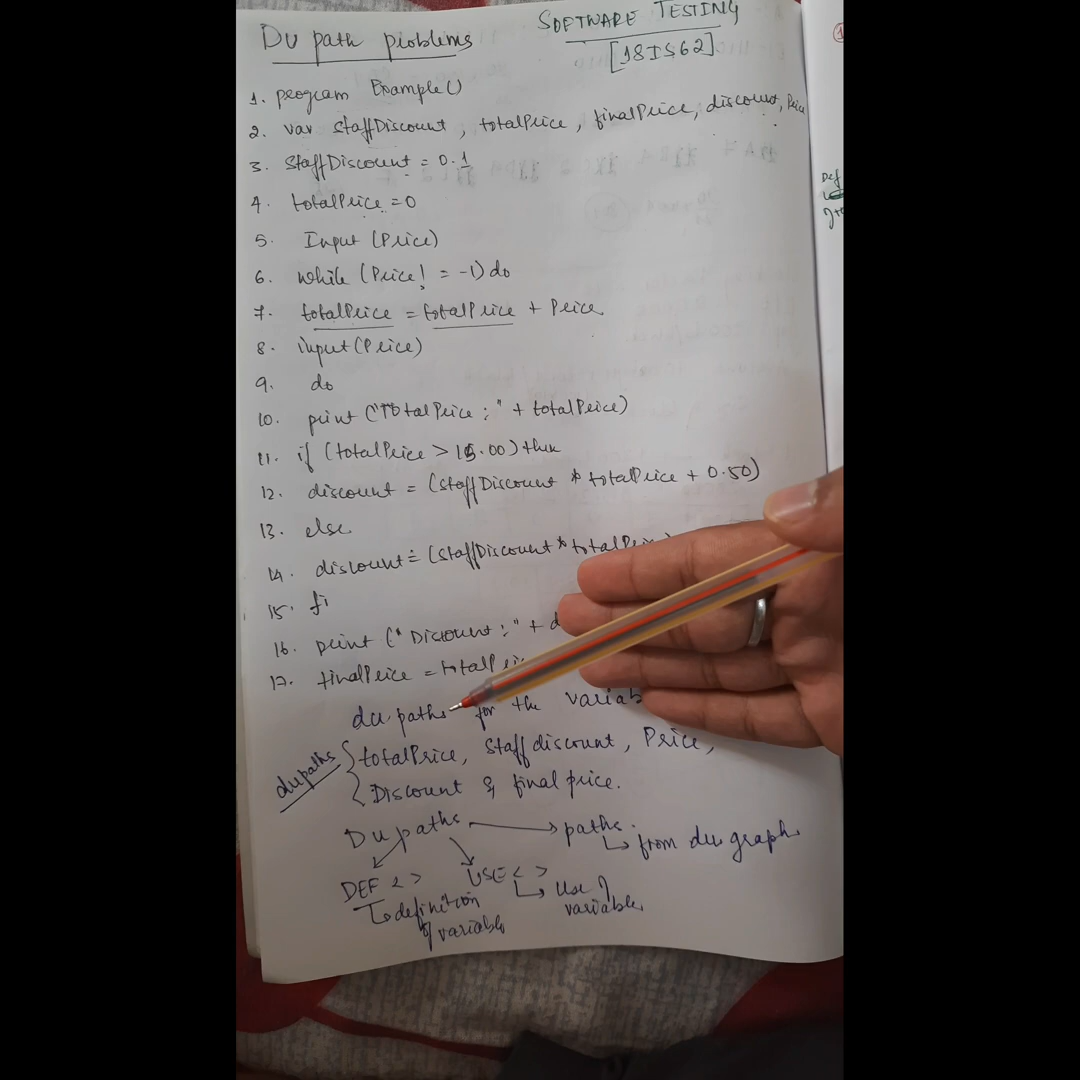 Du path problems
SOFTWARE TESTING
[18IS62]
1. program Example()
2. var staffDiscount, totalPrice, finalPrice, discount, Price
3. staffDiscount = 0.1
4. totalPrice = 0
5. Input (Price)
6. while (Price! = -1) do
7. totalPrice = totalPrice + Price
8. input (Price)
9. do
10. print ("TotalPrice:" + totalPrice)
11. if (totalPrice > 15.00) then
12. discount = (staffDiscount * totalPrice + 0.50)
13. else
14. discount = (staffDiscount * totalPrice)
15. fi
16. print ("Discount:" + d
17. finalPrice = totalPri
du paths for the variab
dupaths { totalPrice, Staff discount, Price,
Discount & final price.
Du paths → paths.
↳ from du graph
DEF < > USE < >
↳ definition of variable
↳ Use of variable
Def